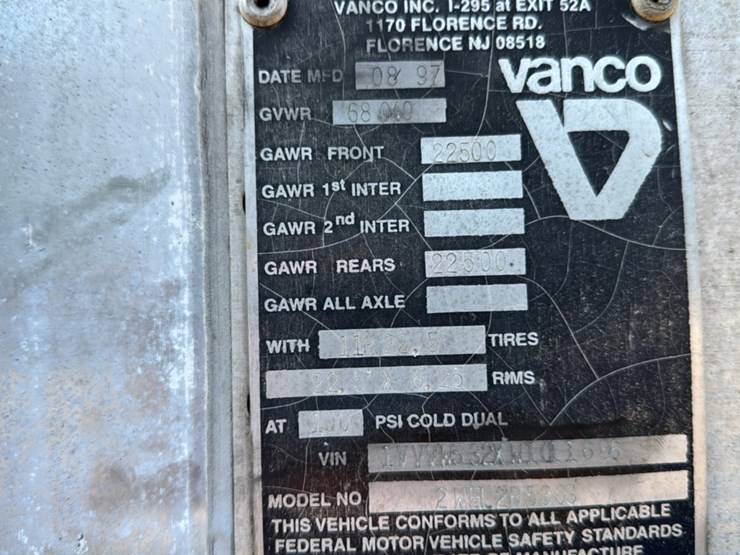 VANCO INC. I-295 at EXIT 52A
1170 FLORENCE RD.
FLORENCE NJ 08518
DATE MFD 08 97
vanco
GVWR
GAWR FRONT 22500
GAWR 1st INTER
GAWR 2nd INTER
GAWR REARS 22500
GAWR ALL AXLE
WITH TIRES
RIMS
AT PSI COLD DUAL
VIN
MODEL NO
THIS VEHICLE CONFORMS TO ALL APPLICABLE
FEDERAL MOTOR VEHICLE SAFETY STANDARDS
MANUFACTURE